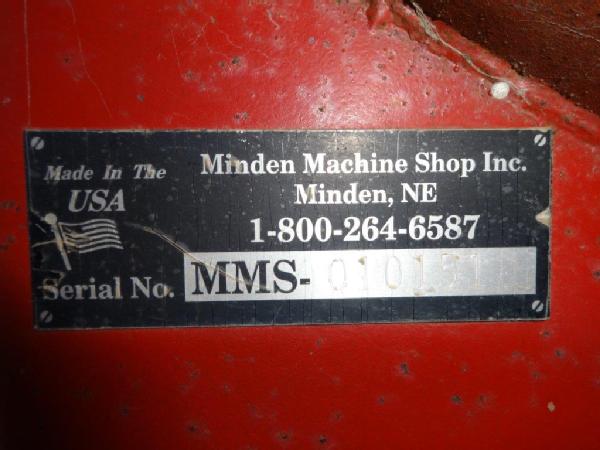 Made In The
USA
Minden Machine Shop Inc.
Minden, NE
1-800-264-6587
Serial No. MMS-